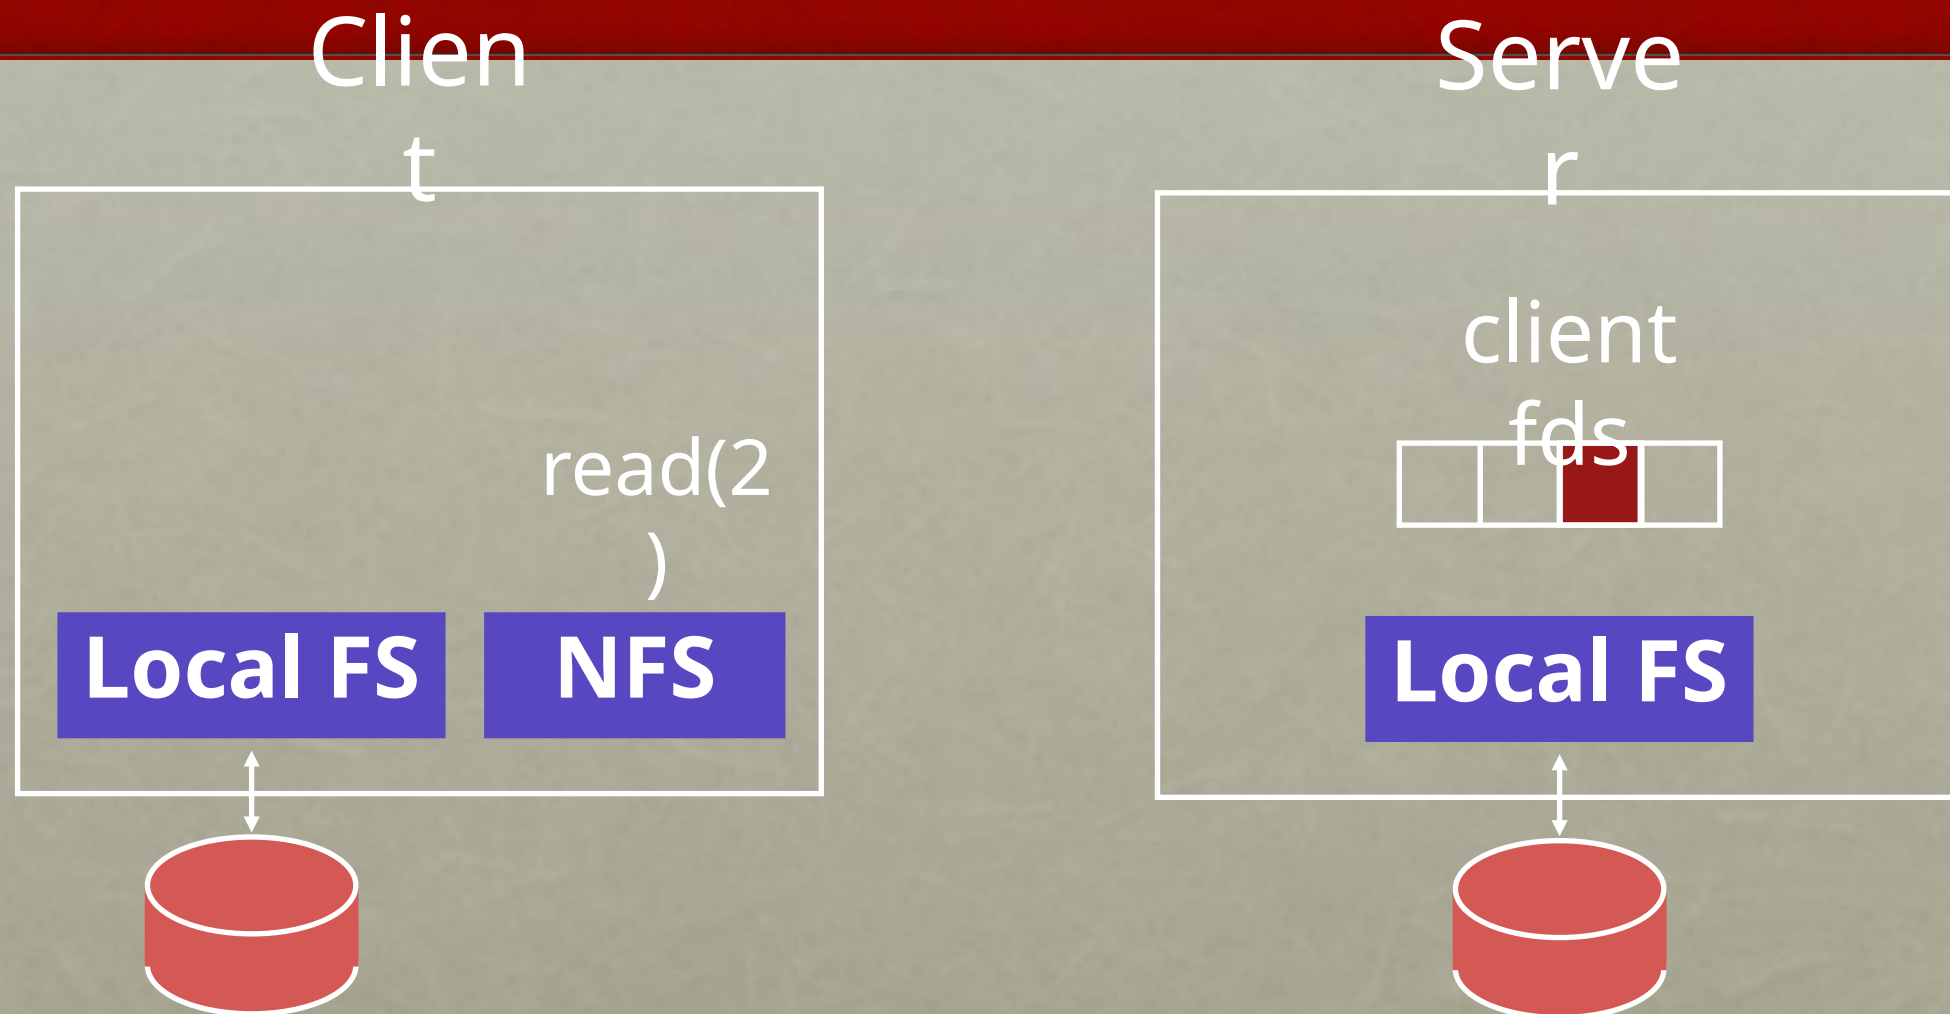 Clien
t
Serve
r
client
fds
read(2
)
Local FS
NFS
Local FS